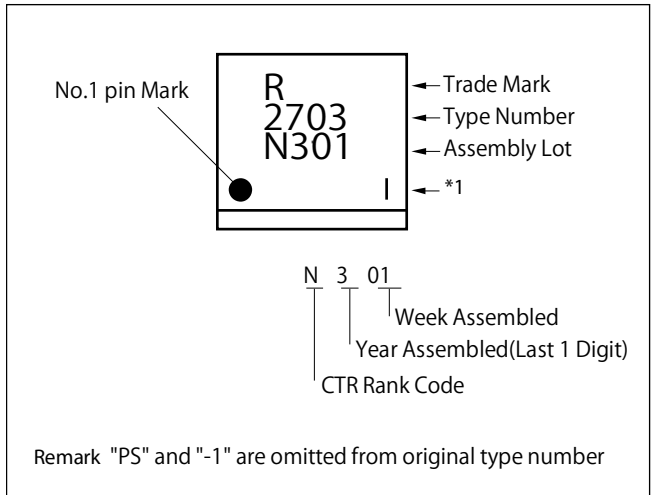 No.1 pin Mark
R
2703
N301
I
Trade Mark
Type Number
Assembly Lot
*1
N 3 01
Week Assembled
Year Assembled(Last 1 Digit)
CTR Rank Code
Remark "PS" and "-1" are omitted from original type number